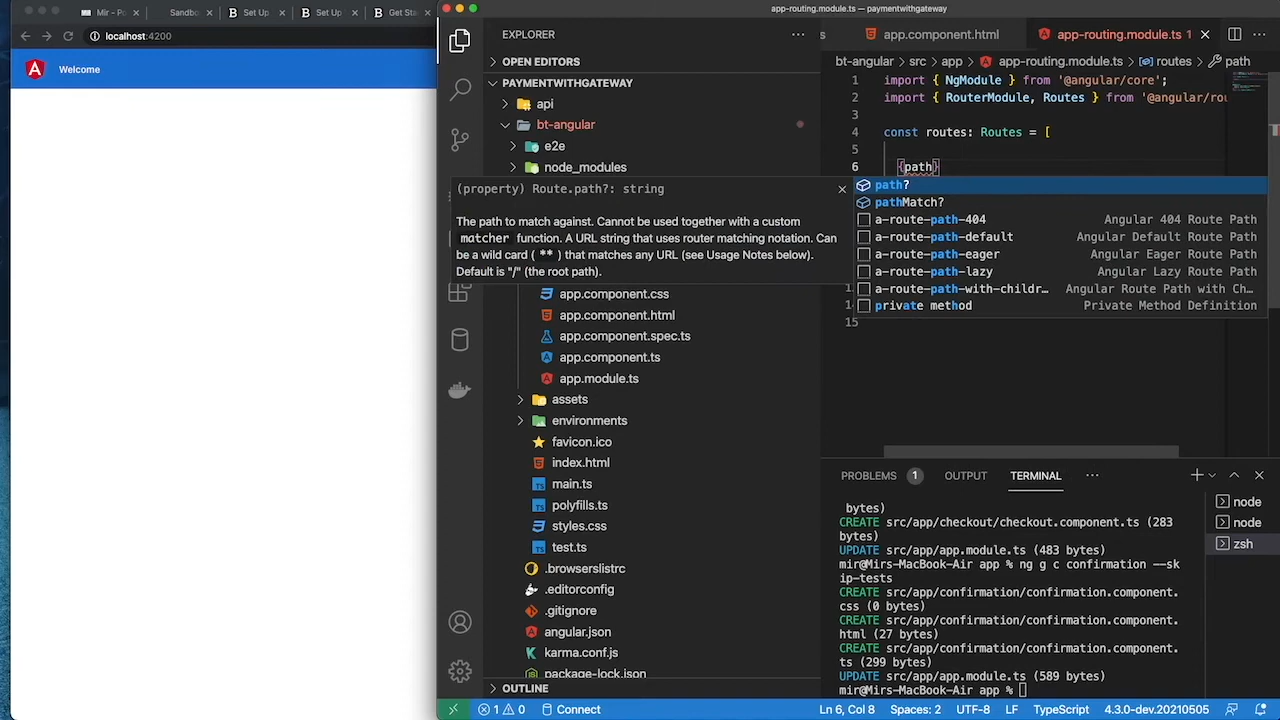 Mir - Po
Sandbo
Set Up
Set Up
Get Sta
app-routing.module.ts — paymentwithgateway
localhost:4200
Welcome
EXPLORER
OPEN EDITORS
PAYMENTWITHGATEWAY
api
bt-angular
e2e
node_modules
(property) Route.path?: string
The path to match against. Cannot be used together with a custom
matcher function. A URL string that uses router matching notation. Can
be a wild card ( ** ) that matches any URL (see Usage Notes below).
Default is "/" (the root path).
app.component.css
app.component.html
app.component.spec.ts
app.component.ts
app.module.ts
assets
environments
favicon.ico
index.html
main.ts
polyfills.ts
styles.css
test.ts
.browserslistrc
.editorconfig
.gitignore
angular.json
karma.conf.js
package-lock.json
OUTLINE
s
app.component.html
app-routing.module.ts 1
bt-angular > src > app > app-routing.module.ts > routes > path
1 import { NgModule } from '@angular/core';
2 import { RouterModule, Routes } from '@angular/rou
3
4 const routes: Routes = [
5
6 {path}
path?
pathMatch?
a-route-path-404 Angular 404 Route Path
a-route-path-default Angular Default Route Path
a-route-path-eager Angular Eager Route Path
a-route-path-lazy Angular Lazy Route Path
a-route-path-with-childr… Angular Route Path with Ch…
private method Private Method Definition
15
PROBLEMS 1 OUTPUT TERMINAL
bytes)
CREATE src/app/checkout/checkout.component.ts (283
bytes)
UPDATE src/app/app.module.ts (483 bytes)
mir@Mirs-MacBook-Air app % ng g c confirmation --sk
ip-tests
CREATE src/app/confirmation/confirmation.component.
css (0 bytes)
CREATE src/app/confirmation/confirmation.component.
html (27 bytes)
CREATE src/app/confirmation/confirmation.component.
ts (299 bytes)
UPDATE src/app/app.module.ts (589 bytes)
mir@Mirs-MacBook-Air app %
node
node
zsh
1 0 Connect
Ln 6, Col 8 Spaces: 2 UTF-8 LF TypeScript 4.3.0-dev.20210505